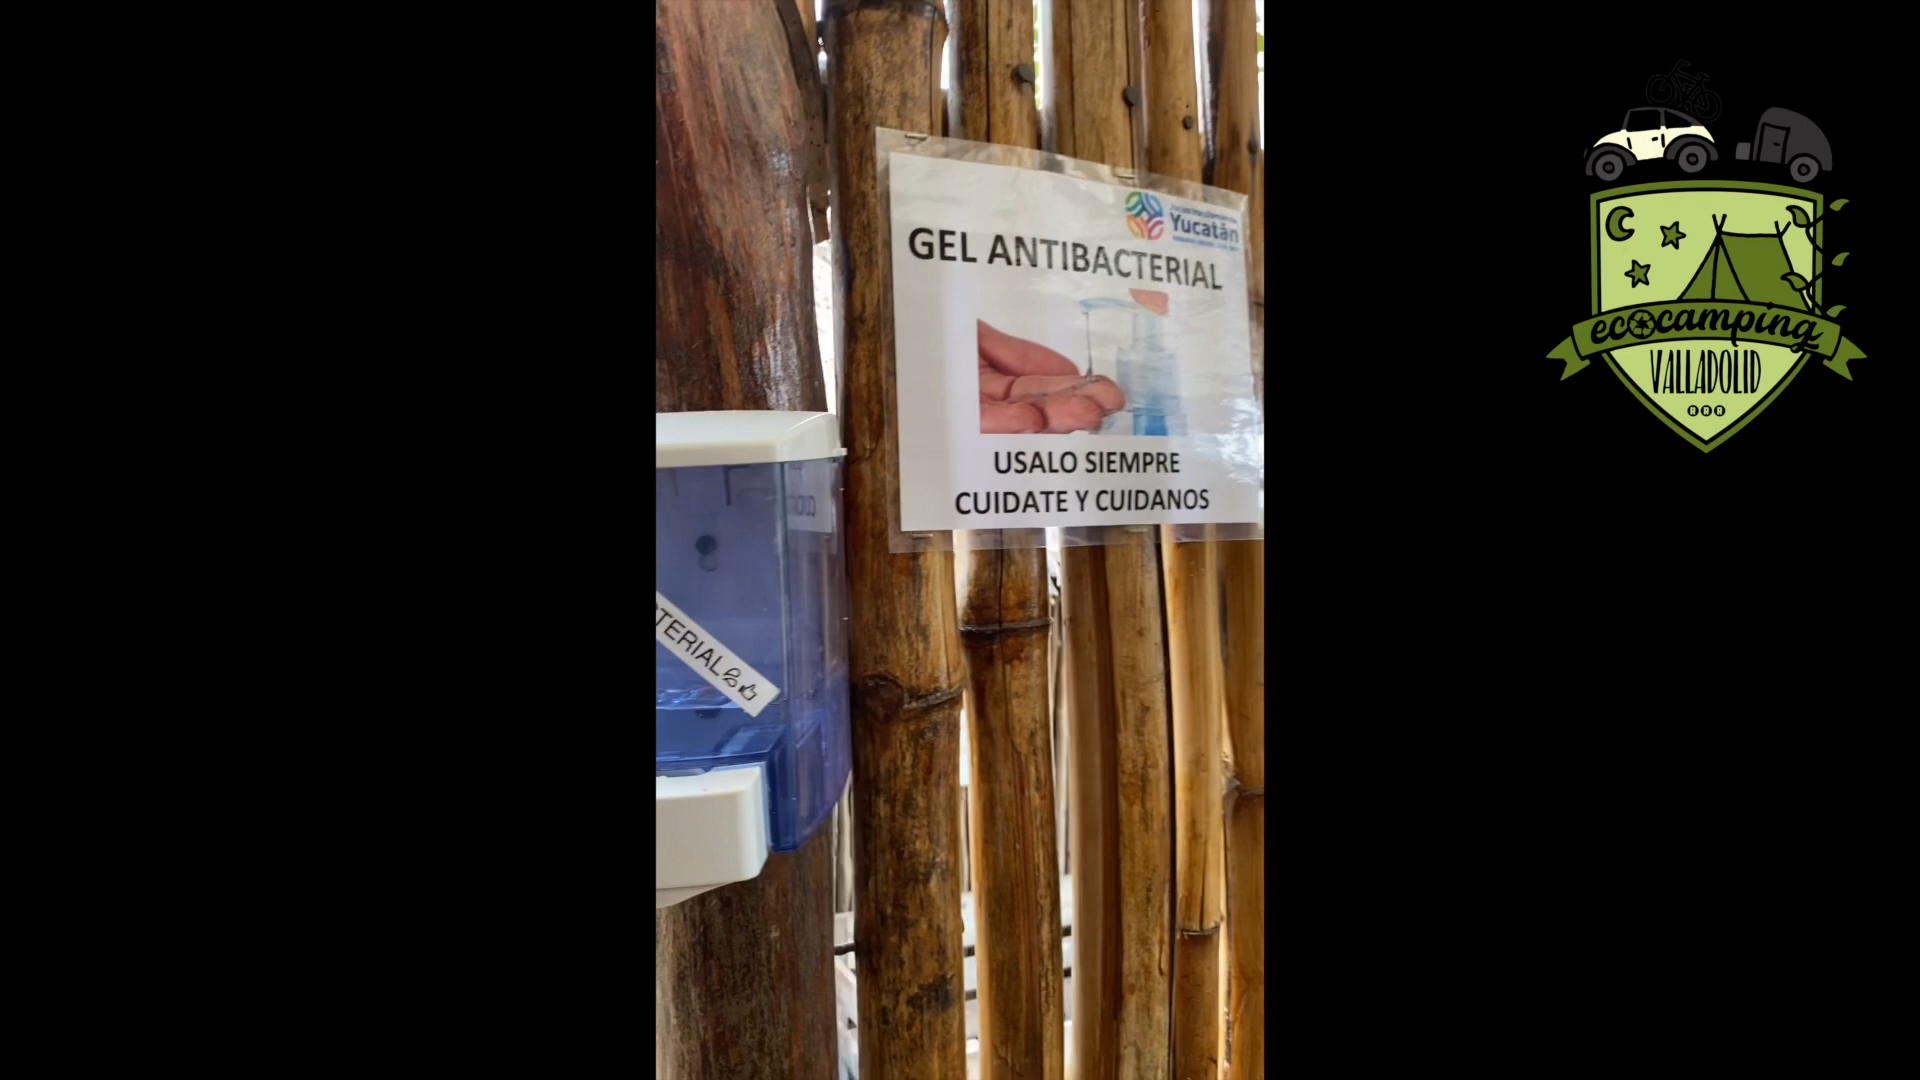 Yucatán
GEL ANTIBACTERIAL
USALO SIEMPRE
CUIDATE Y CUIDANOS
TERIAL
ecocamping
VALLADOLID